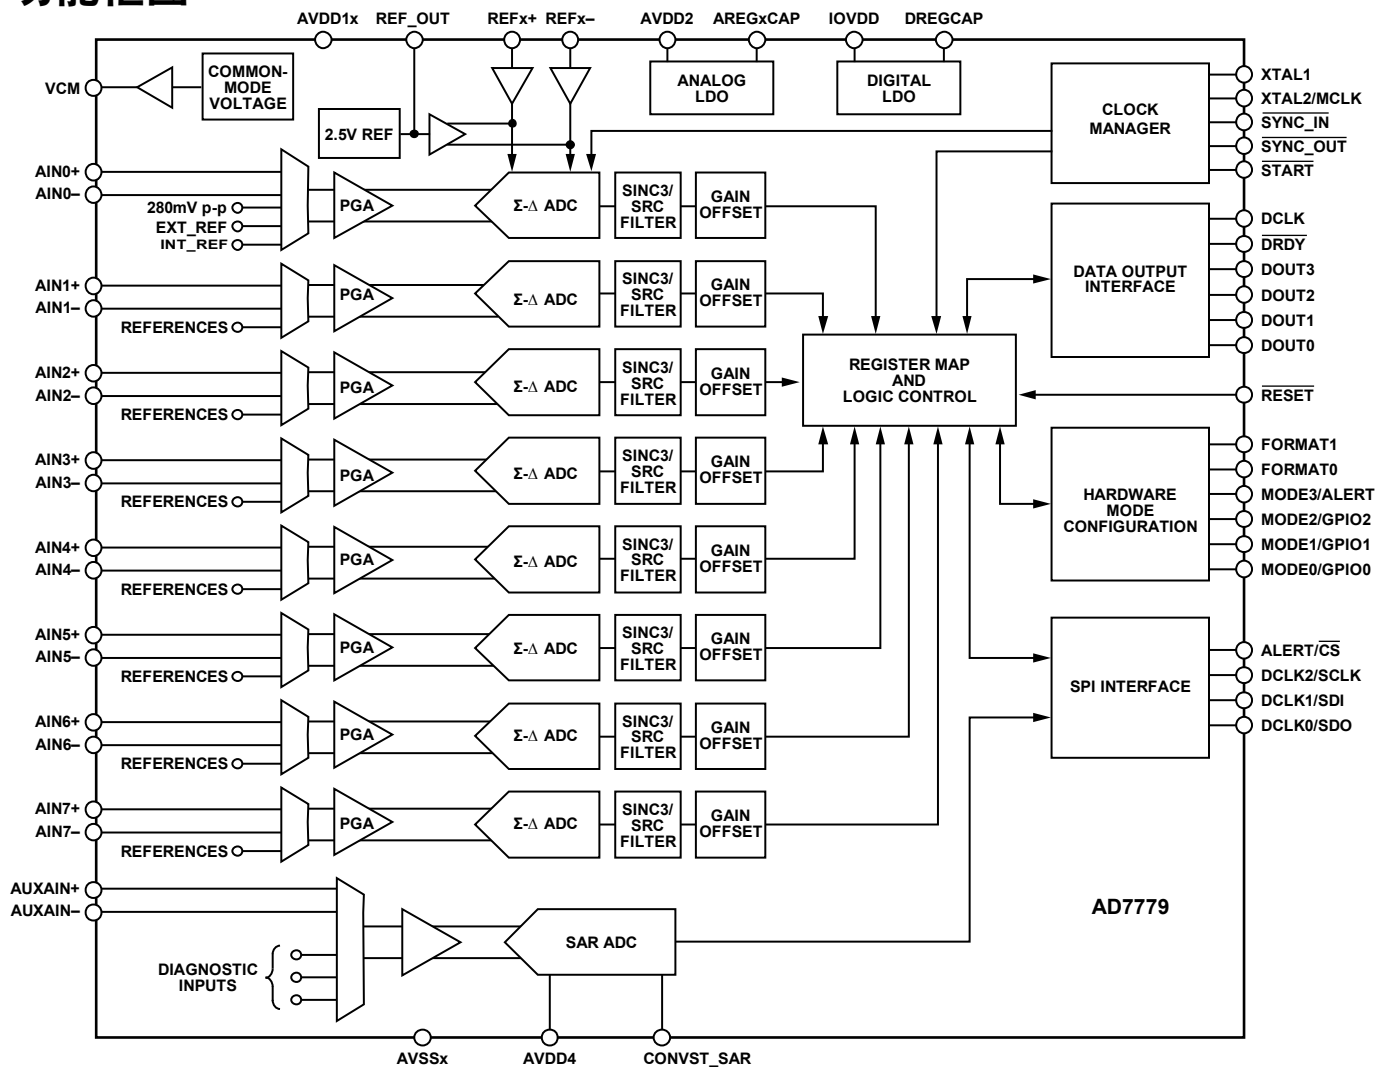 功能框图
AVDD1x REF_OUT REFx+ REFx– AVDD2 AREGxCAP IOVDD DREGCAP
VCM
COMMON-
MODE
VOLTAGE
2.5V REF
ANALOG
LDO
DIGITAL
LDO
CLOCK
MANAGER
XTAL1
XTAL2/MCLK
SYNC_IN
SYNC_OUT
START
AIN0+
AIN0–
280mV p-p
EXT_REF
INT_REF
PGA
Σ-Δ ADC
SINC3/
SRC
FILTER
GAIN
OFFSET
DATA OUTPUT
INTERFACE
DCLK
DRDY
DOUT3
DOUT2
DOUT1
DOUT0
AIN1+
AIN1–
REFERENCES
PGA
Σ-Δ ADC
SINC3/
SRC
FILTER
GAIN
OFFSET
AIN2+
AIN2–
REFERENCES
PGA
Σ-Δ ADC
SINC3/
SRC
FILTER
GAIN
OFFSET
REGISTER MAP
AND
LOGIC CONTROL
RESET
AIN3+
AIN3–
REFERENCES
PGA
Σ-Δ ADC
SINC3/
SRC
FILTER
GAIN
OFFSET
HARDWARE
MODE
CONFIGURATION
FORMAT1
FORMAT0
MODE3/ALERT
MODE2/GPIO2
MODE1/GPIO1
MODE0/GPIO0
AIN4+
AIN4–
REFERENCES
PGA
Σ-Δ ADC
SINC3/
SRC
FILTER
GAIN
OFFSET
AIN5+
AIN5–
REFERENCES
PGA
Σ-Δ ADC
SINC3/
SRC
FILTER
GAIN
OFFSET
SPI INTERFACE
ALERT/CS
DCLK2/SCLK
DCLK1/SDI
DCLK0/SDO
AIN6+
AIN6–
REFERENCES
PGA
Σ-Δ ADC
SINC3/
SRC
FILTER
GAIN
OFFSET
AIN7+
AIN7–
REFERENCES
PGA
Σ-Δ ADC
SINC3/
SRC
FILTER
GAIN
OFFSET
AUXAIN+
AUXAIN–
DIAGNOSTIC
INPUTS
SAR ADC
AD7779
AVSSx AVDD4 CONVST_SAR